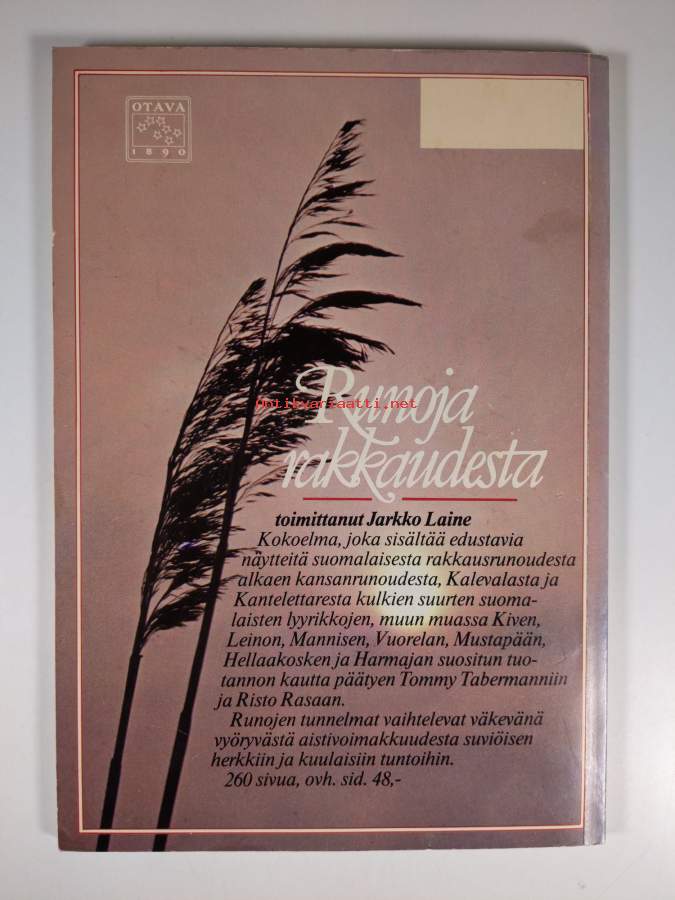 OTAVA
1890
Runoja
Antikvariaatti.net
rakkaudesta
toimittanut Jarkko Laine
Kokoelma, joka sisältää edustavia
näytteitä suomalaisesta rakkausrunoudesta
alkaen kansanrunoudesta, Kalevalasta ja
Kantelettaresta kulkien suurten suoma-
laisten lyyrikkojen, muun muassa Kiven,
Leinon, Mannisen, Vuorelan, Mustapään,
Hellaakosken ja Harmajan suositun tuo-
tannon kautta päätyen Tommy Tabermanniin
ja Risto Rasaan.
Runojen tunnelmat vaihtelevat väkevänä
vyöryvästä aistivoimakkuudesta suviöisen
herkkiin ja kuulaisiin tuntoihin.
260 sivua, ovh. sid. 48,-